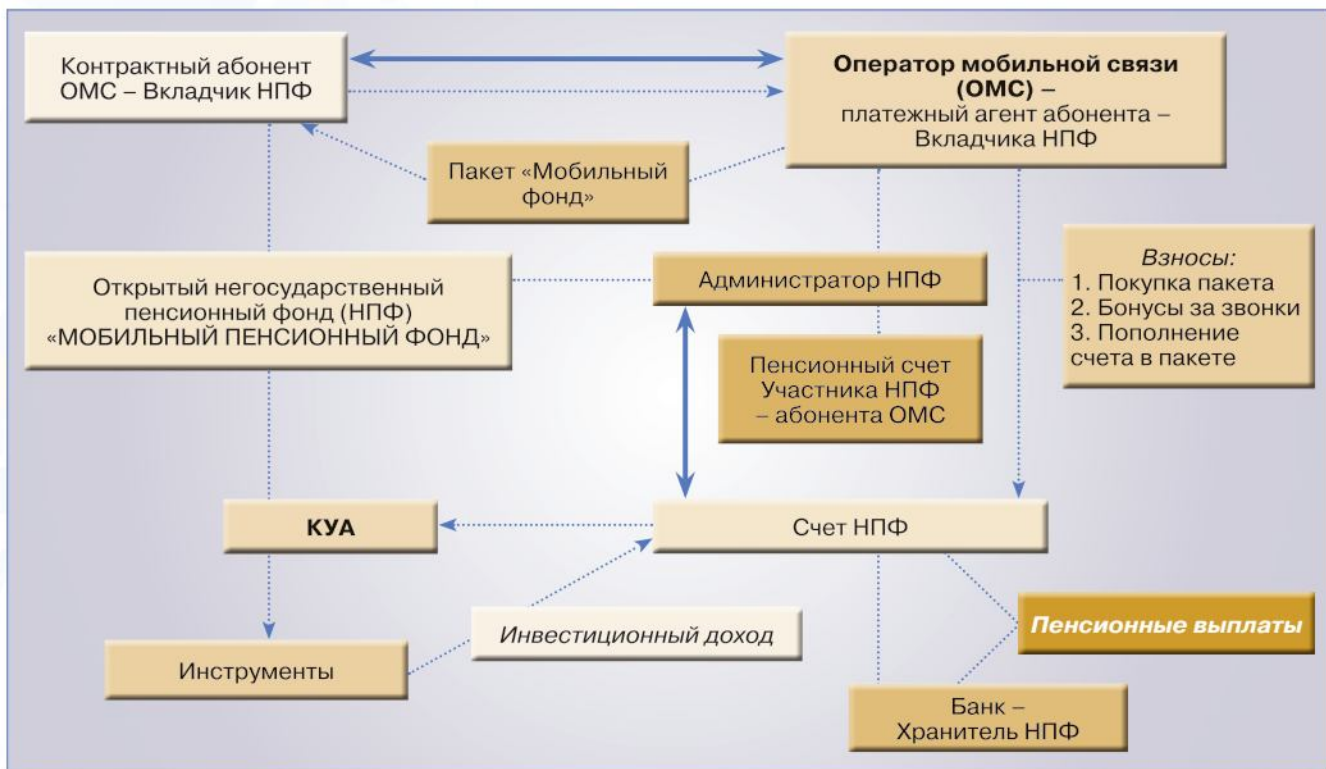 Контрактный абонент
ОМС – Вкладчик НПФ
Оператор мобильной связи
(ОМС) –
платежный агент абонента –
Вкладчика НПФ
Пакет «Мобильный
фонд»
Открытый негосударственный
пенсионный фонд (НПФ)
«МОБИЛЬНЫЙ ПЕНСИОННЫЙ ФОНД»
Администратор НПФ
Взносы:
1. Покупка пакета
2. Бонусы за звонки
3. Пополнение
счета в пакете
Пенсионный счет
Участника НПФ
– абонента ОМС
КУА
Счет НПФ
Инвестиционный доход
Пенсионные выплаты
Инструменты
Банк –
Хранитель НПФ